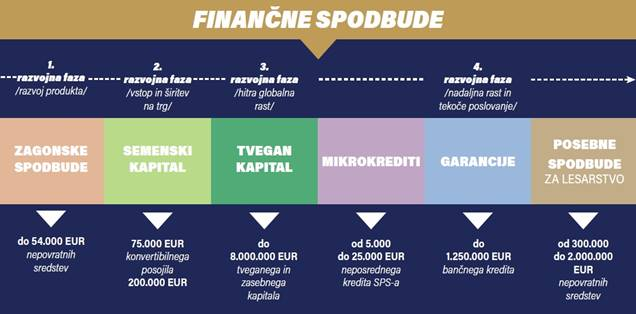 FINANČNE SPODBUDE
1.
razvojna faza
/razvoj produkta/
2.
razvojna faza
/vstop in širitev
na trg/
3.
razvojna faza
/hitra globalna
rast/
4.
razvojna faza
/nadaljna rast in
tekoče poslovanje/
ZAGONSKE
SPODBUDE
SEMENSKI
KAPITAL
TVEGAN
KAPITAL
MIKROKREDITI
GARANCIJE
POSEBNE
SPODBUDE
ZA LESARSTVO
do 54.000 EUR
nepovratnih
sredstev
75.000 EUR
konvertibilnega
posojila
200.000 EUR
do
8.000.000 EUR
tveganega in
zasebnega
kapitala
od 5.000
do 25.000 EUR
neposrednega
kredita SPS-a
do
1.250.000 EUR
bančnega kredita
od 300.000
do 2.000.000
EUR
nepovratnih
sredstev